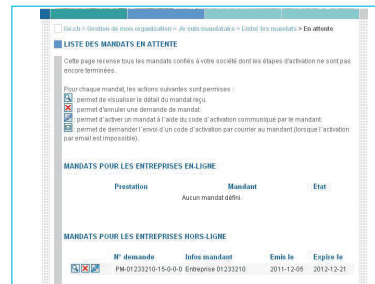 Ge.ch > Gestion de mon organisation > Je suis mandataire > Lister les mandats > En attente
LISTE DES MANDATS EN ATTENTE
Cette page recense tous les mandats confiés à votre société dont les étapes d'activation ne sont pas
encore terminées.
Pour chaque mandat, les actions suivantes sont permises :
: permet de visualiser le détail du mandat reçu.
: permet d'annuler une demande de mandat.
: permet d'activer un mandat à l'aide du code d'activation communiqué par le mandant.
: permet de demander l'envoi d'un code d'activation par courrier au mandant (lorsque l'activation
par email est impossible).
MANDATS POUR LES ENTREPRISES EN-LIGNE
Prestation Mandant Etat
Aucun mandat défini.
MANDATS POUR LES ENTREPRISES HORS-LIGNE
N° demande Infos mandant Emis le Expire le
PM-01233210-15-0-0-0 Entreprise 01233210 2011-12-05 2012-12-21